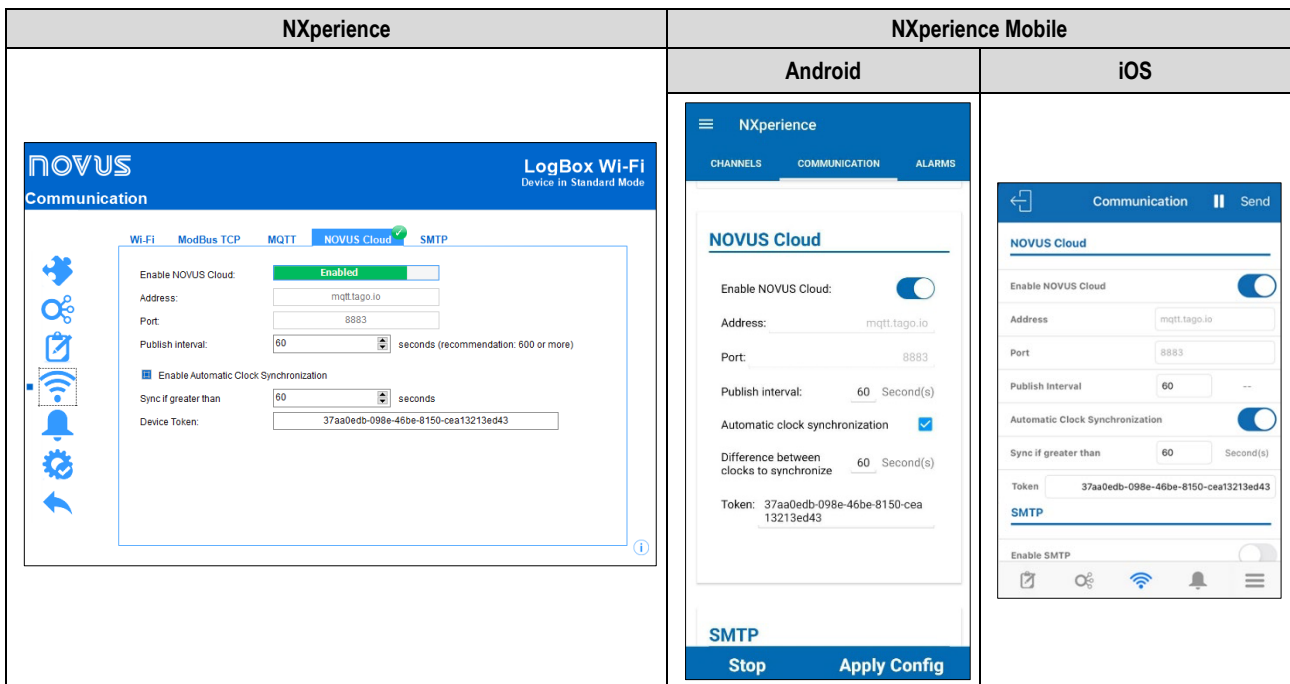 NXperience
NXperience Mobile
Android
iOS
NOVUS
LogBox Wi-Fi
Device in Standard Mode
Communication
Wi-Fi ModBus TCP MQTT NOVUS Cloud SMTP
Enable NOVUS Cloud: Enabled
Address: mqtt.tago.io
Port: 8883
Publish interval: 60 seconds (recommendation: 600 or more)
Enable Automatic Clock Synchronization
Sync if greater than 60 seconds
Device Token: 37aa0edb-098e-46be-8150-cea13213ed43
i
NXperience
CHANNELS COMMUNICATION ALARMS
NOVUS Cloud
Enable NOVUS Cloud:
Address: mqtt.tago.io
Port: 8883
Publish interval: 60 Second(s)
Automatic clock synchronization
Difference between
clocks to synchronize 60 Second(s)
Token: 37aa0edb-098e-46be-8150-cea
13213ed43
SMTP
Stop Apply Config
Communication Send
NOVUS Cloud
Enable NOVUS Cloud
Address mqtt.tago.io
Port 8883
Publish Interval 60 --
Automatic Clock Synchronization
Sync if greater than 60 Second(s)
Token 37aa0edb-098e-46be-8150-cea13213ed43
SMTP
Enable SMTP